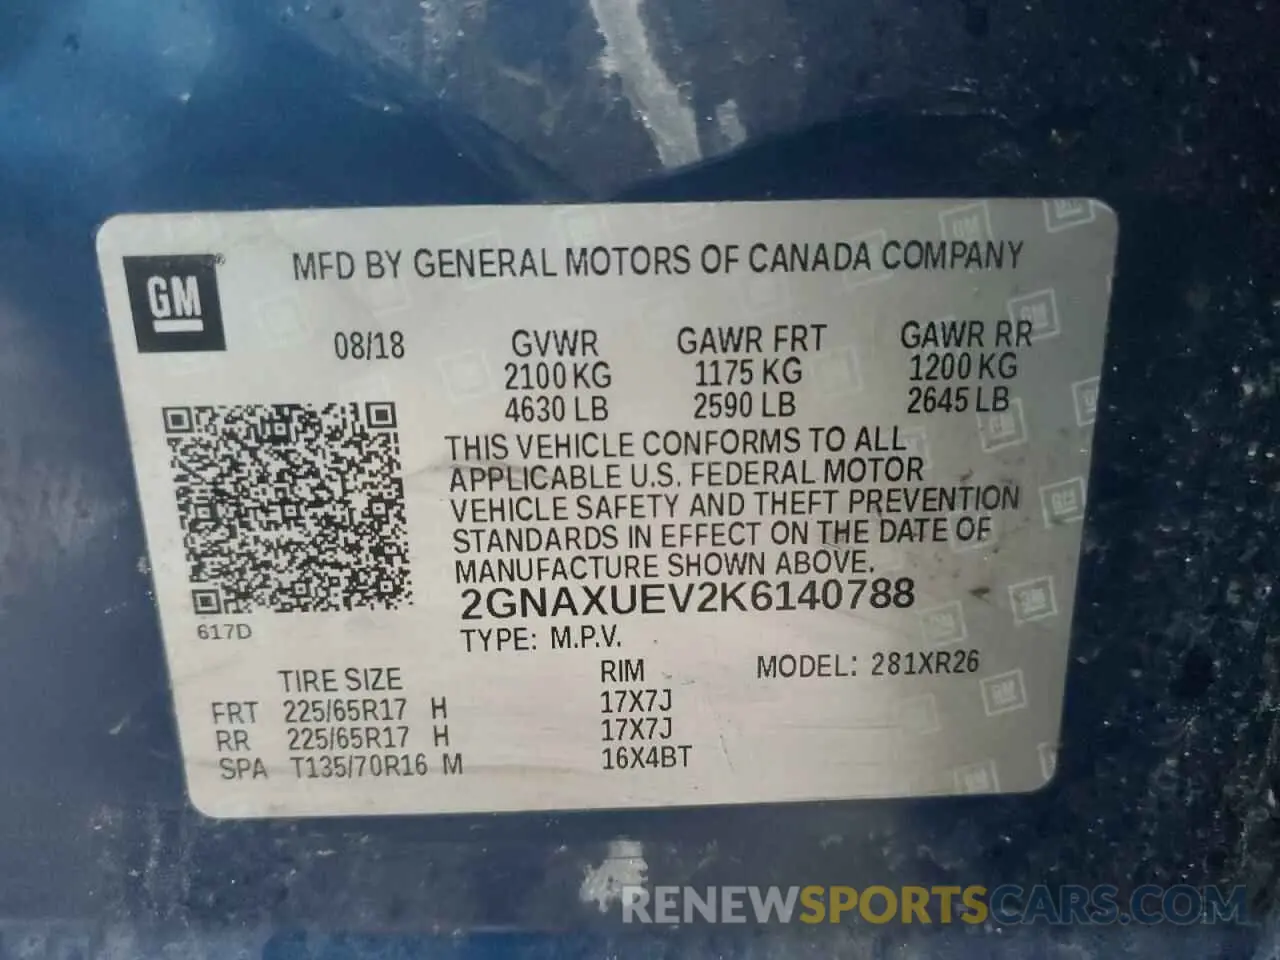 MFD BY GENERAL MOTORS OF CANADA COMPANY
GM
08/18
GVWR GAWR FRT GAWR RR
2100 KG 1175 KG 1200 KG
4630 LB 2590 LB 2645 LB
THIS VEHICLE CONFORMS TO ALL
APPLICABLE U.S. FEDERAL MOTOR
VEHICLE SAFETY AND THEFT PREVENTION
STANDARDS IN EFFECT ON THE DATE OF
MANUFACTURE SHOWN ABOVE.
2GNAXUEV2K6140788
617D
TYPE: M.P.V.
TIRE SIZE RIM MODEL: 281XR26
FRT 225/65R17 H 17X7J
RR 225/65R17 H 17X7J
SPA T135/70R16 M 16X4BT
RENEWSPORTSCARS.COM